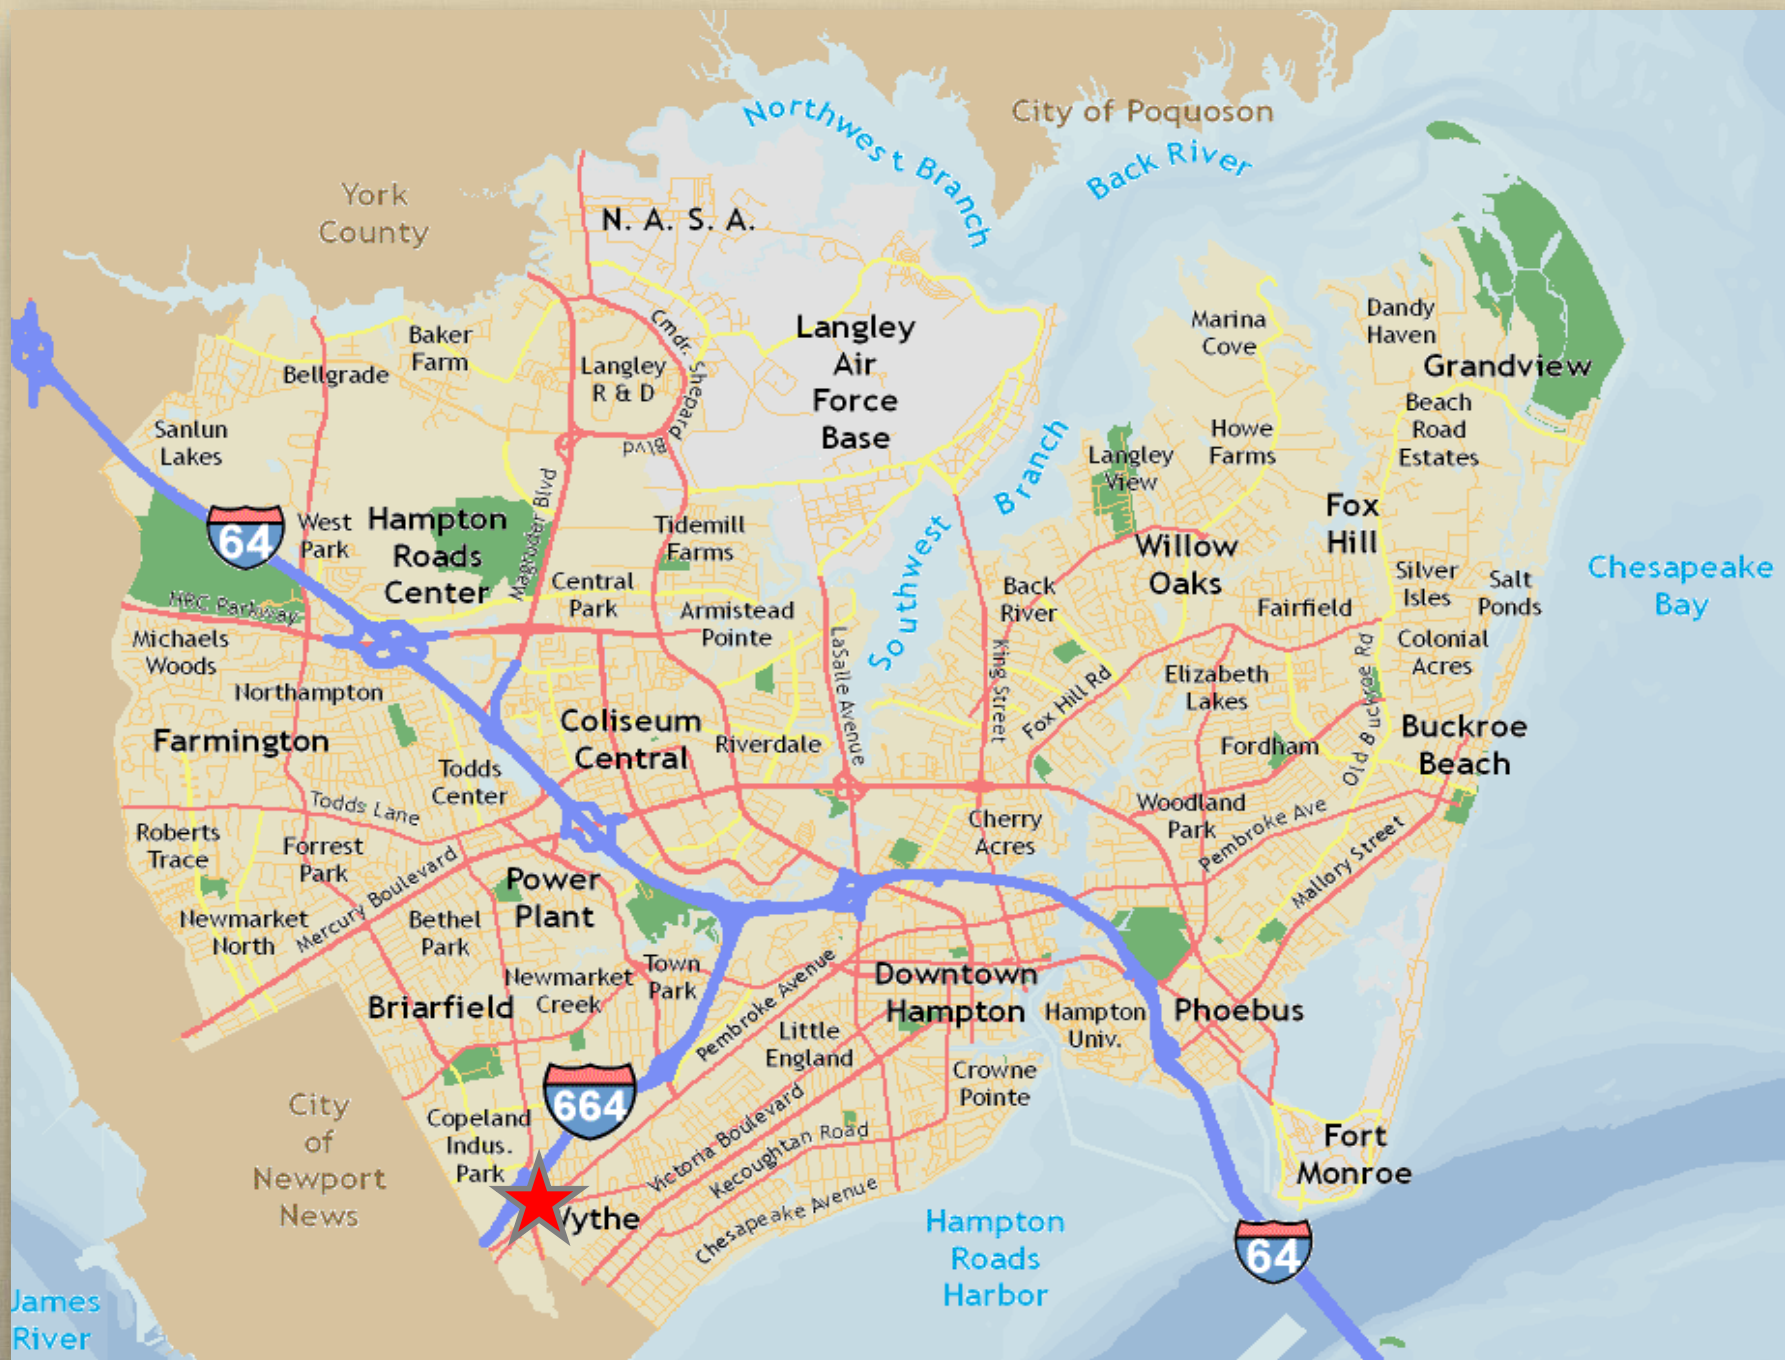 Northwest Branch
City of Poquoson
Back River
York
County
N. A. S. A.
Cmdr. Shepard
Blvd
Langley
Air
Force
Base
Langley
R & D
Baker
Farm
Bellgrade
Sanlun
Lakes
Marina
Cove
Dandy
Haven
Grandview
Beach
Road
Estates
Howe
Farms
Langley
View
Southwest
Branch
Fox
Hill
64
West
Park
Hampton
Roads
Center
Magruder Blvd
Tidemill
Farms
Willow
Oaks
Central
Park
Armistead
Pointe
Back
River
Fairfield
Silver
Isles
Salt
Ponds
Chesapeake
Bay
HRC Parkway
Michaels
Woods
Northampton
LaSalle Avenue
King Street
Fox Hill Rd
Elizabeth
Lakes
Colonial
Acres
Old Buckroe Rd
Farmington
Coliseum
Central
Riverdale
Fordham
Buckroe
Beach
Todds
Center
Todds Lane
Roberts
Trace
Forrest
Park
Mercury Boulevard
Cherry
Acres
Woodland
Park
Pembroke Ave
Mallory Street
Power
Plant
Newmarket
North
Bethel
Park
Newmarket
Creek
Town
Park
Briarfield
Pembroke Avenue
Downtown
Hampton
Hampton
Univ.
Phoebus
Little
England
Crowne
Pointe
664
City
of
Newport
News
Copeland
Indus.
Park
Victoria Boulevard
Kecoughtan Road
Chesapeake Avenue
ythe
Fort
Monroe
Hampton
Roads
Harbor
64
James
River